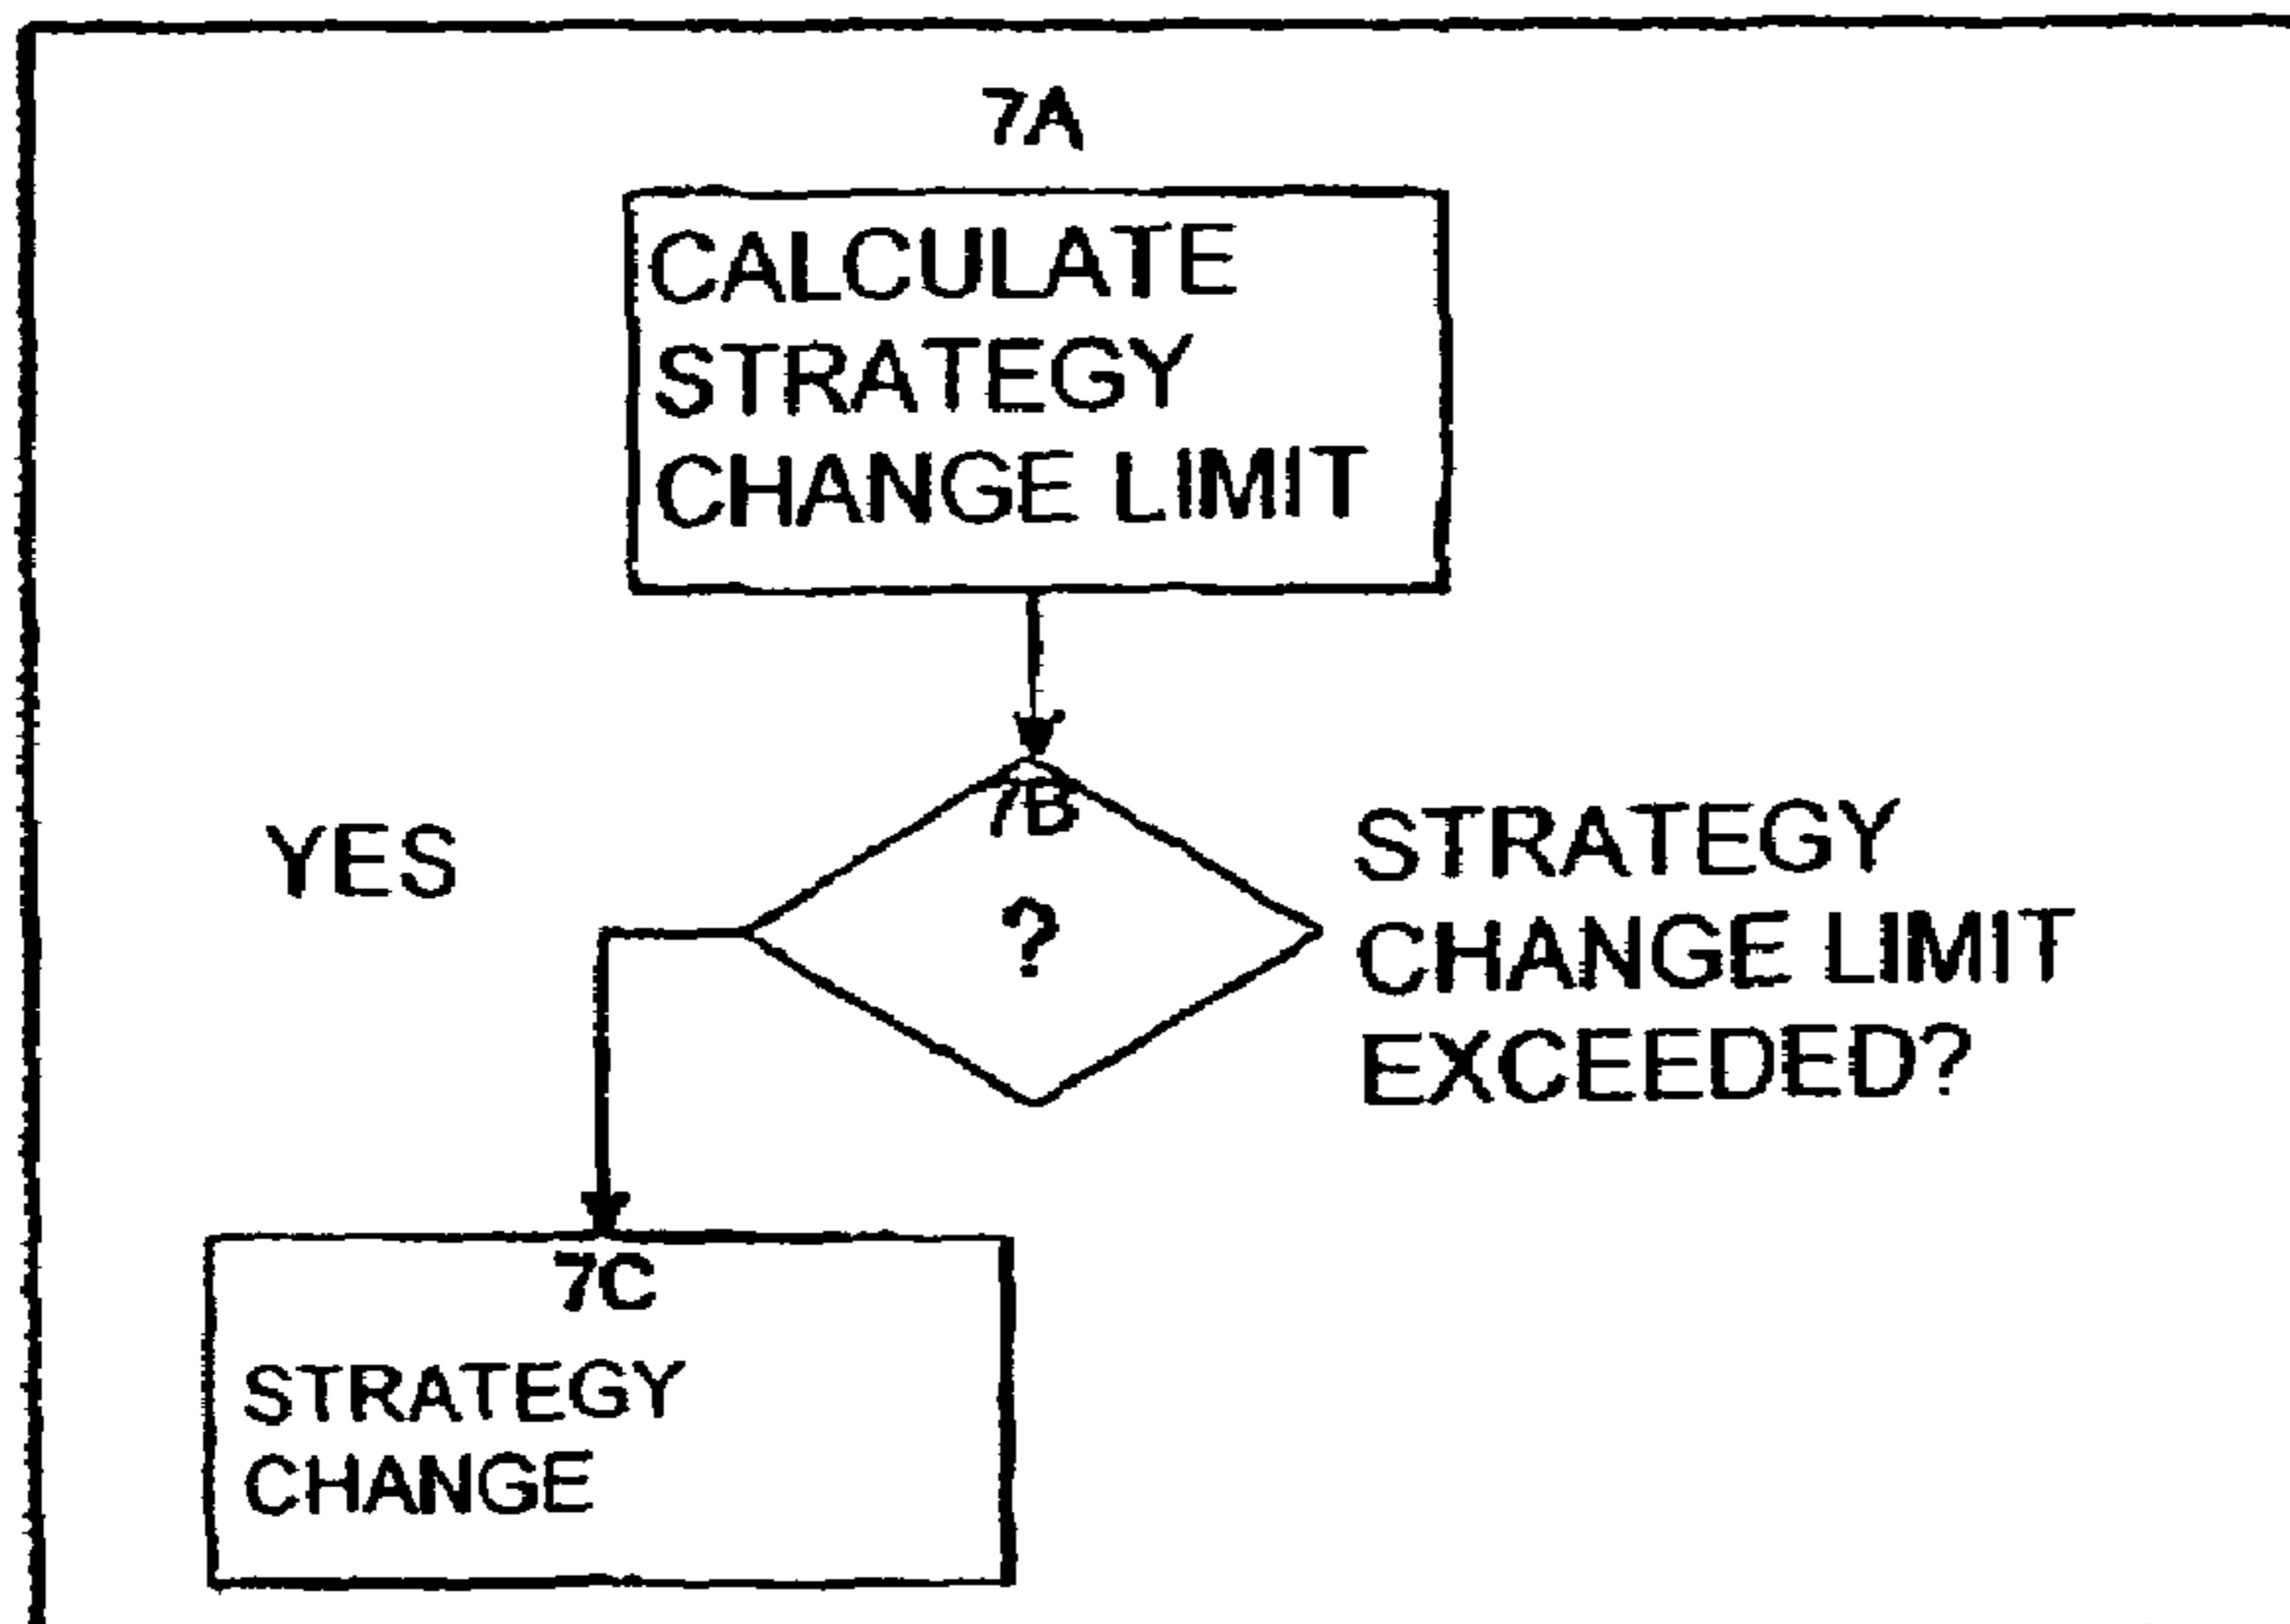 7A
CALCULATE
STRATEGY
CHANGE LIMIT
7B
YES
?
STRATEGY
CHANGE LIMIT
EXCEEDED?
7C
STRATEGY
CHANGE